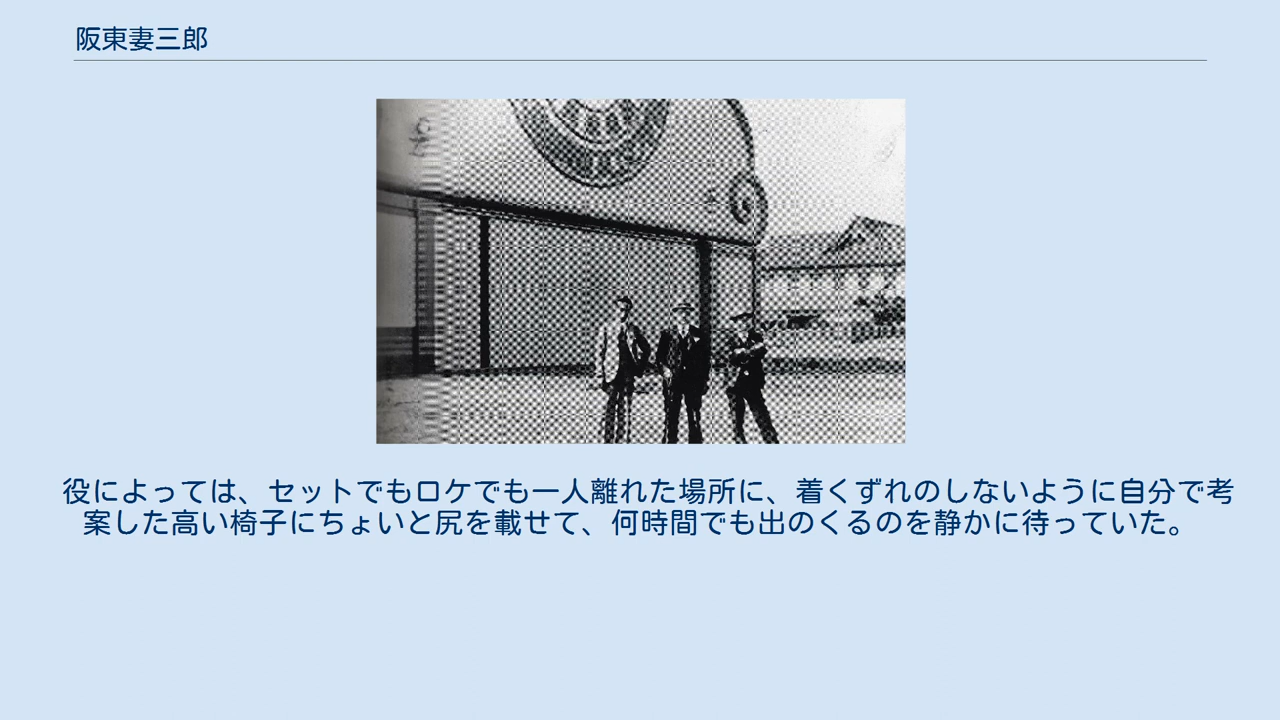 阪東妻三郎
役によっては、セットでもロケでも一人離れた場所に、着くずれのしないように自分で考
案した高い椅子にちょいと尻を載せて、何時間でも出のくるのを静かに待っていた。